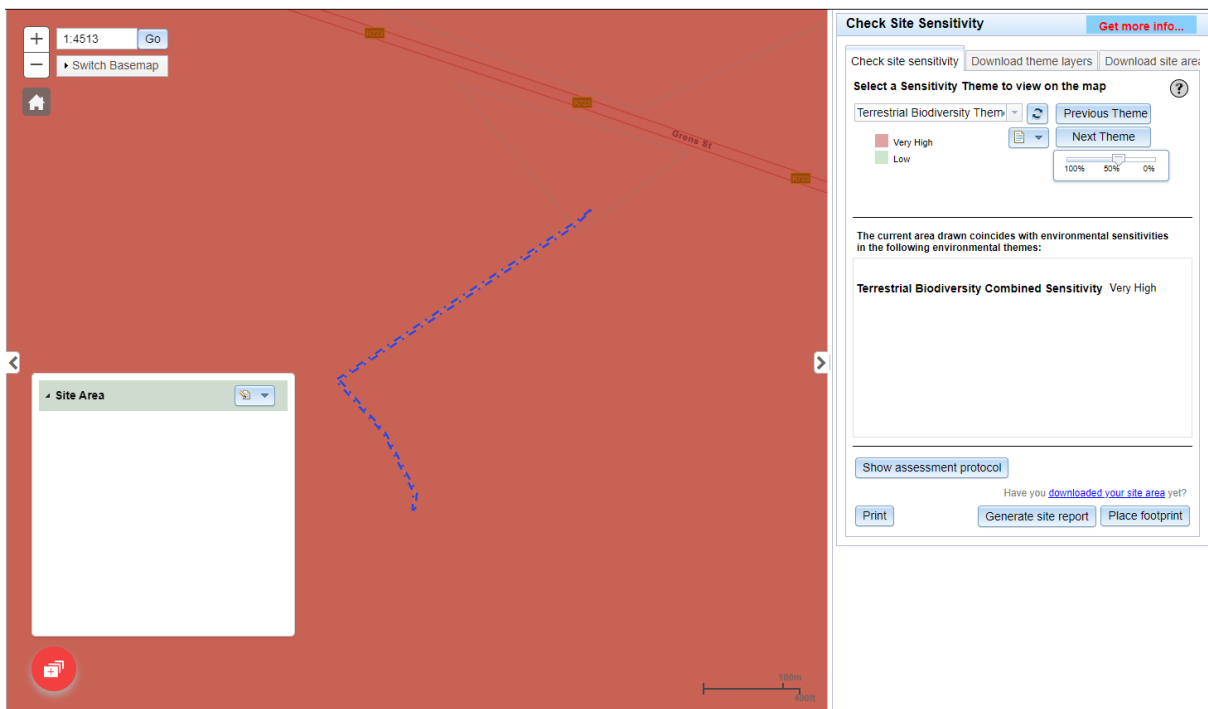 1:4513 Go
Switch Basemap
R723
R723
Grens St
R723
Site Area
100m
400ft
Check Site Sensitivity
Get more info...
Check site sensitivity
Download theme layers
Download site area
Select a Sensitivity Theme to view on the map
?
Terrestrial Biodiversity Them
Previous Theme
Next Theme
Very High
Low
100% 50% 0%
The current area drawn coincides with environmental sensitivities
in the following environmental themes:
Terrestrial Biodiversity Combined Sensitivity Very High
Show assessment protocol
Have you downloaded your site area yet?
Print
Generate site report
Place footprint